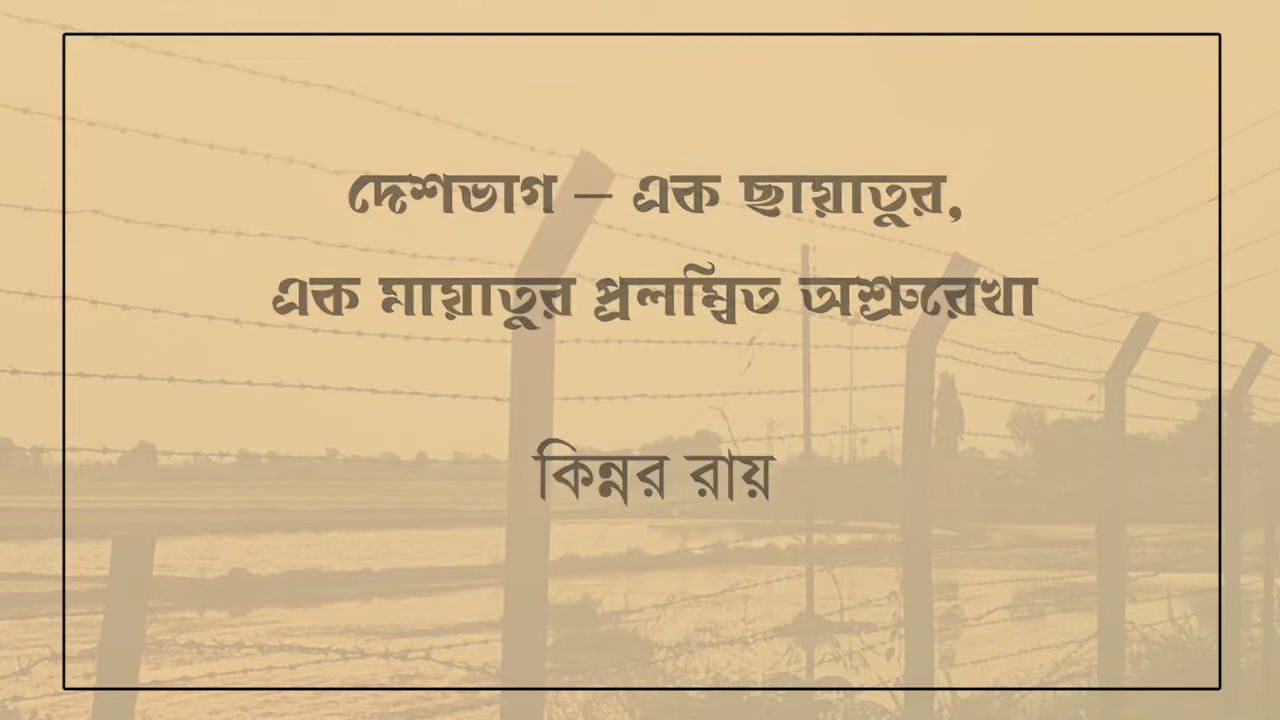 দেশভাগ – এক ছায়াতুর,
এক মায়াতুর প্রলম্বিত অশ্রুরেখা
কিন্নর রায়